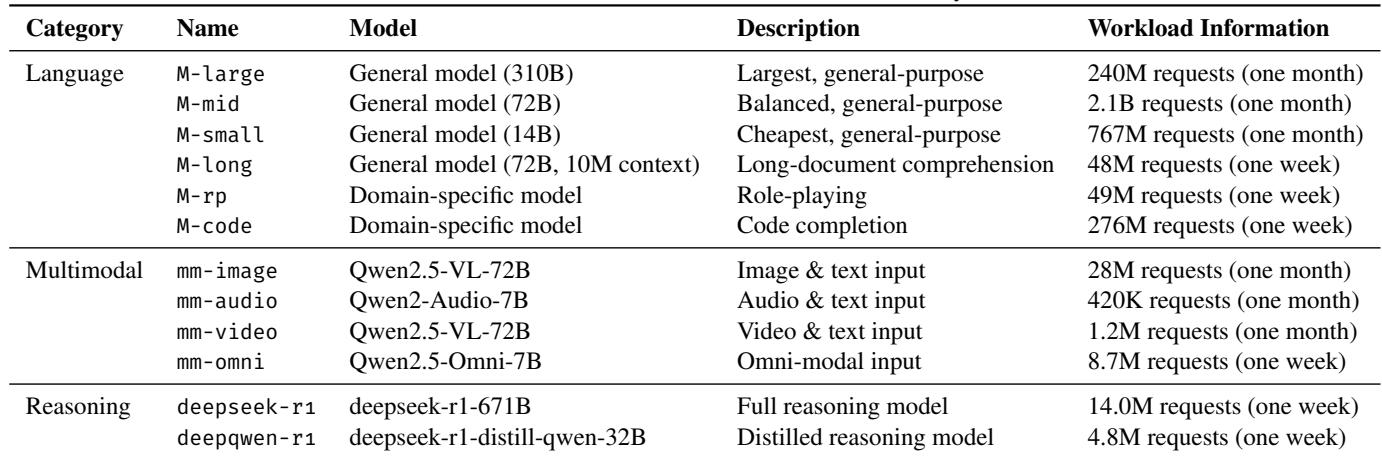 Category Name Model Description Workload Information
Language M-large General model (310B) Largest, general-purpose 240M requests (one month)
M-mid General model (72B) Balanced, general-purpose 2.1B requests (one month)
M-small General model (14B) Cheapest, general-purpose 767M requests (one month)
M-long General model (72B, 10M context) Long-document comprehension 48M requests (one week)
M-rp Domain-specific model Role-playing 49M requests (one week)
M-code Domain-specific model Code completion 276M requests (one week)
Multimodal mm-image Qwen2.5-VL-72B Image & text input 28M requests (one month)
mm-audio Qwen2-Audio-7B Audio & text input 420K requests (one month)
mm-video Qwen2.5-VL-72B Video & text input 1.2M requests (one month)
mm-omni Qwen2.5-Omni-7B Omni-modal input 8.7M requests (one week)
Reasoning deepseek-r1 deepseek-r1-671B Full reasoning model 14.0M requests (one week)
deepqwen-r1 deepseek-r1-distill-qwen-32B Distilled reasoning model 4.8M requests (one week)